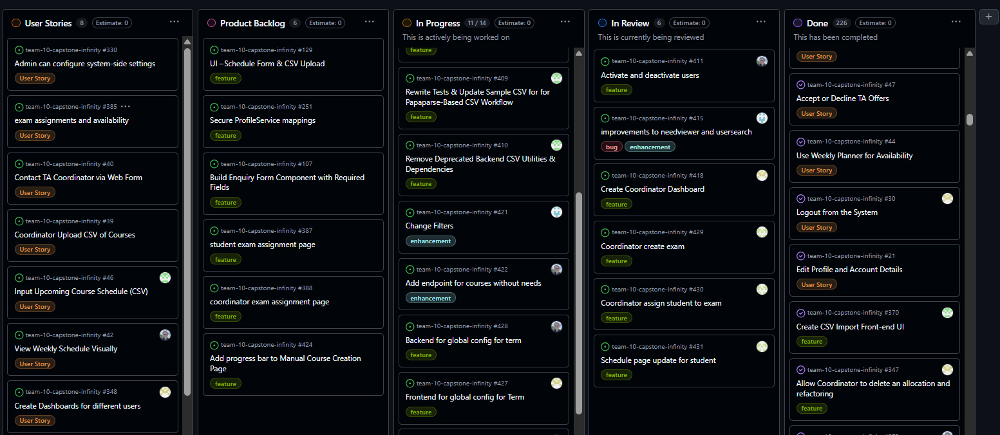 User Stories 8 Estimate: 0 ...
team-10-capstone-infinity #330
Admin can configure system-side settings
User Story
team-10-capstone-infinity #385 ...
exam assignments and availability
User Story
team-10-capstone-infinity #40
Contact TA Coordinator via Web Form
User Story
team-10-capstone-infinity #39
Coordinator Upload CSV of Courses
User Story
team-10-capstone-infinity #46
Input Upcoming Course Schedule (CSV)
User Story
team-10-capstone-infinity #42
View Weekly Schedule Visually
User Story
team-10-capstone-infinity #348
Create Dashboards for different users
User Story
Product Backlog 6 Estimate: 0 ...
team-10-capstone-infinity #129
UI –Schedule Form & CSV Upload
feature
team-10-capstone-infinity #251
Secure ProfileService mappings
feature
team-10-capstone-infinity #107
Build Enquiry Form Component with Required
Fields
feature
team-10-capstone-infinity #387
student exam assignment page
feature
team-10-capstone-infinity #388
coordinator exam assignment page
feature
team-10-capstone-infinity #424
Add progress bar to Manual Course Creation
Page
feature
In Progress 11 / 14 Estimate: 0 ...
This is actively being worked on
feature
team-10-capstone-infinity #409
Rewrite Tests & Update Sample CSV for for
Papaparse-Based CSV Workflow
feature
team-10-capstone-infinity #410
Remove Deprecated Backend CSV Utilities &
Dependencies
feature
team-10-capstone-infinity #421
Change Filters
enhancement
team-10-capstone-infinity #422
Add endpoint for courses without needs
enhancement
team-10-capstone-infinity #428
Backend for global config for term
feature
team-10-capstone-infinity #427
Frontend for global config for Term
feature
In Review 6 Estimate: 0 ...
This is currently being reviewed
team-10-capstone-infinity #411
Activate and deactivate users
feature
team-10-capstone-infinity #415
improvements to needviewer and usersearch
bug enhancement
team-10-capstone-infinity #418
Create Coordinator Dashboard
feature
team-10-capstone-infinity #429
Coordinator create exam
feature
team-10-capstone-infinity #430
Coordinator assign student to exam
feature
team-10-capstone-infinity #431
Schedule page update for student
feature
Done 226 Estimate: 0 ...
This has been completed
User Story
team-10-capstone-infinity #47
Accept or Decline TA Offers
User Story
team-10-capstone-infinity #44
Use Weekly Planner for Availability
User Story
team-10-capstone-infinity #30
Logout from the System
User Story
team-10-capstone-infinity #21
Edit Profile and Account Details
User Story
team-10-capstone-infinity #370
Create CSV Import Front-end UI
feature
team-10-capstone-infinity #347
Allow Coordinator to delete an allocation and
refactoring
feature